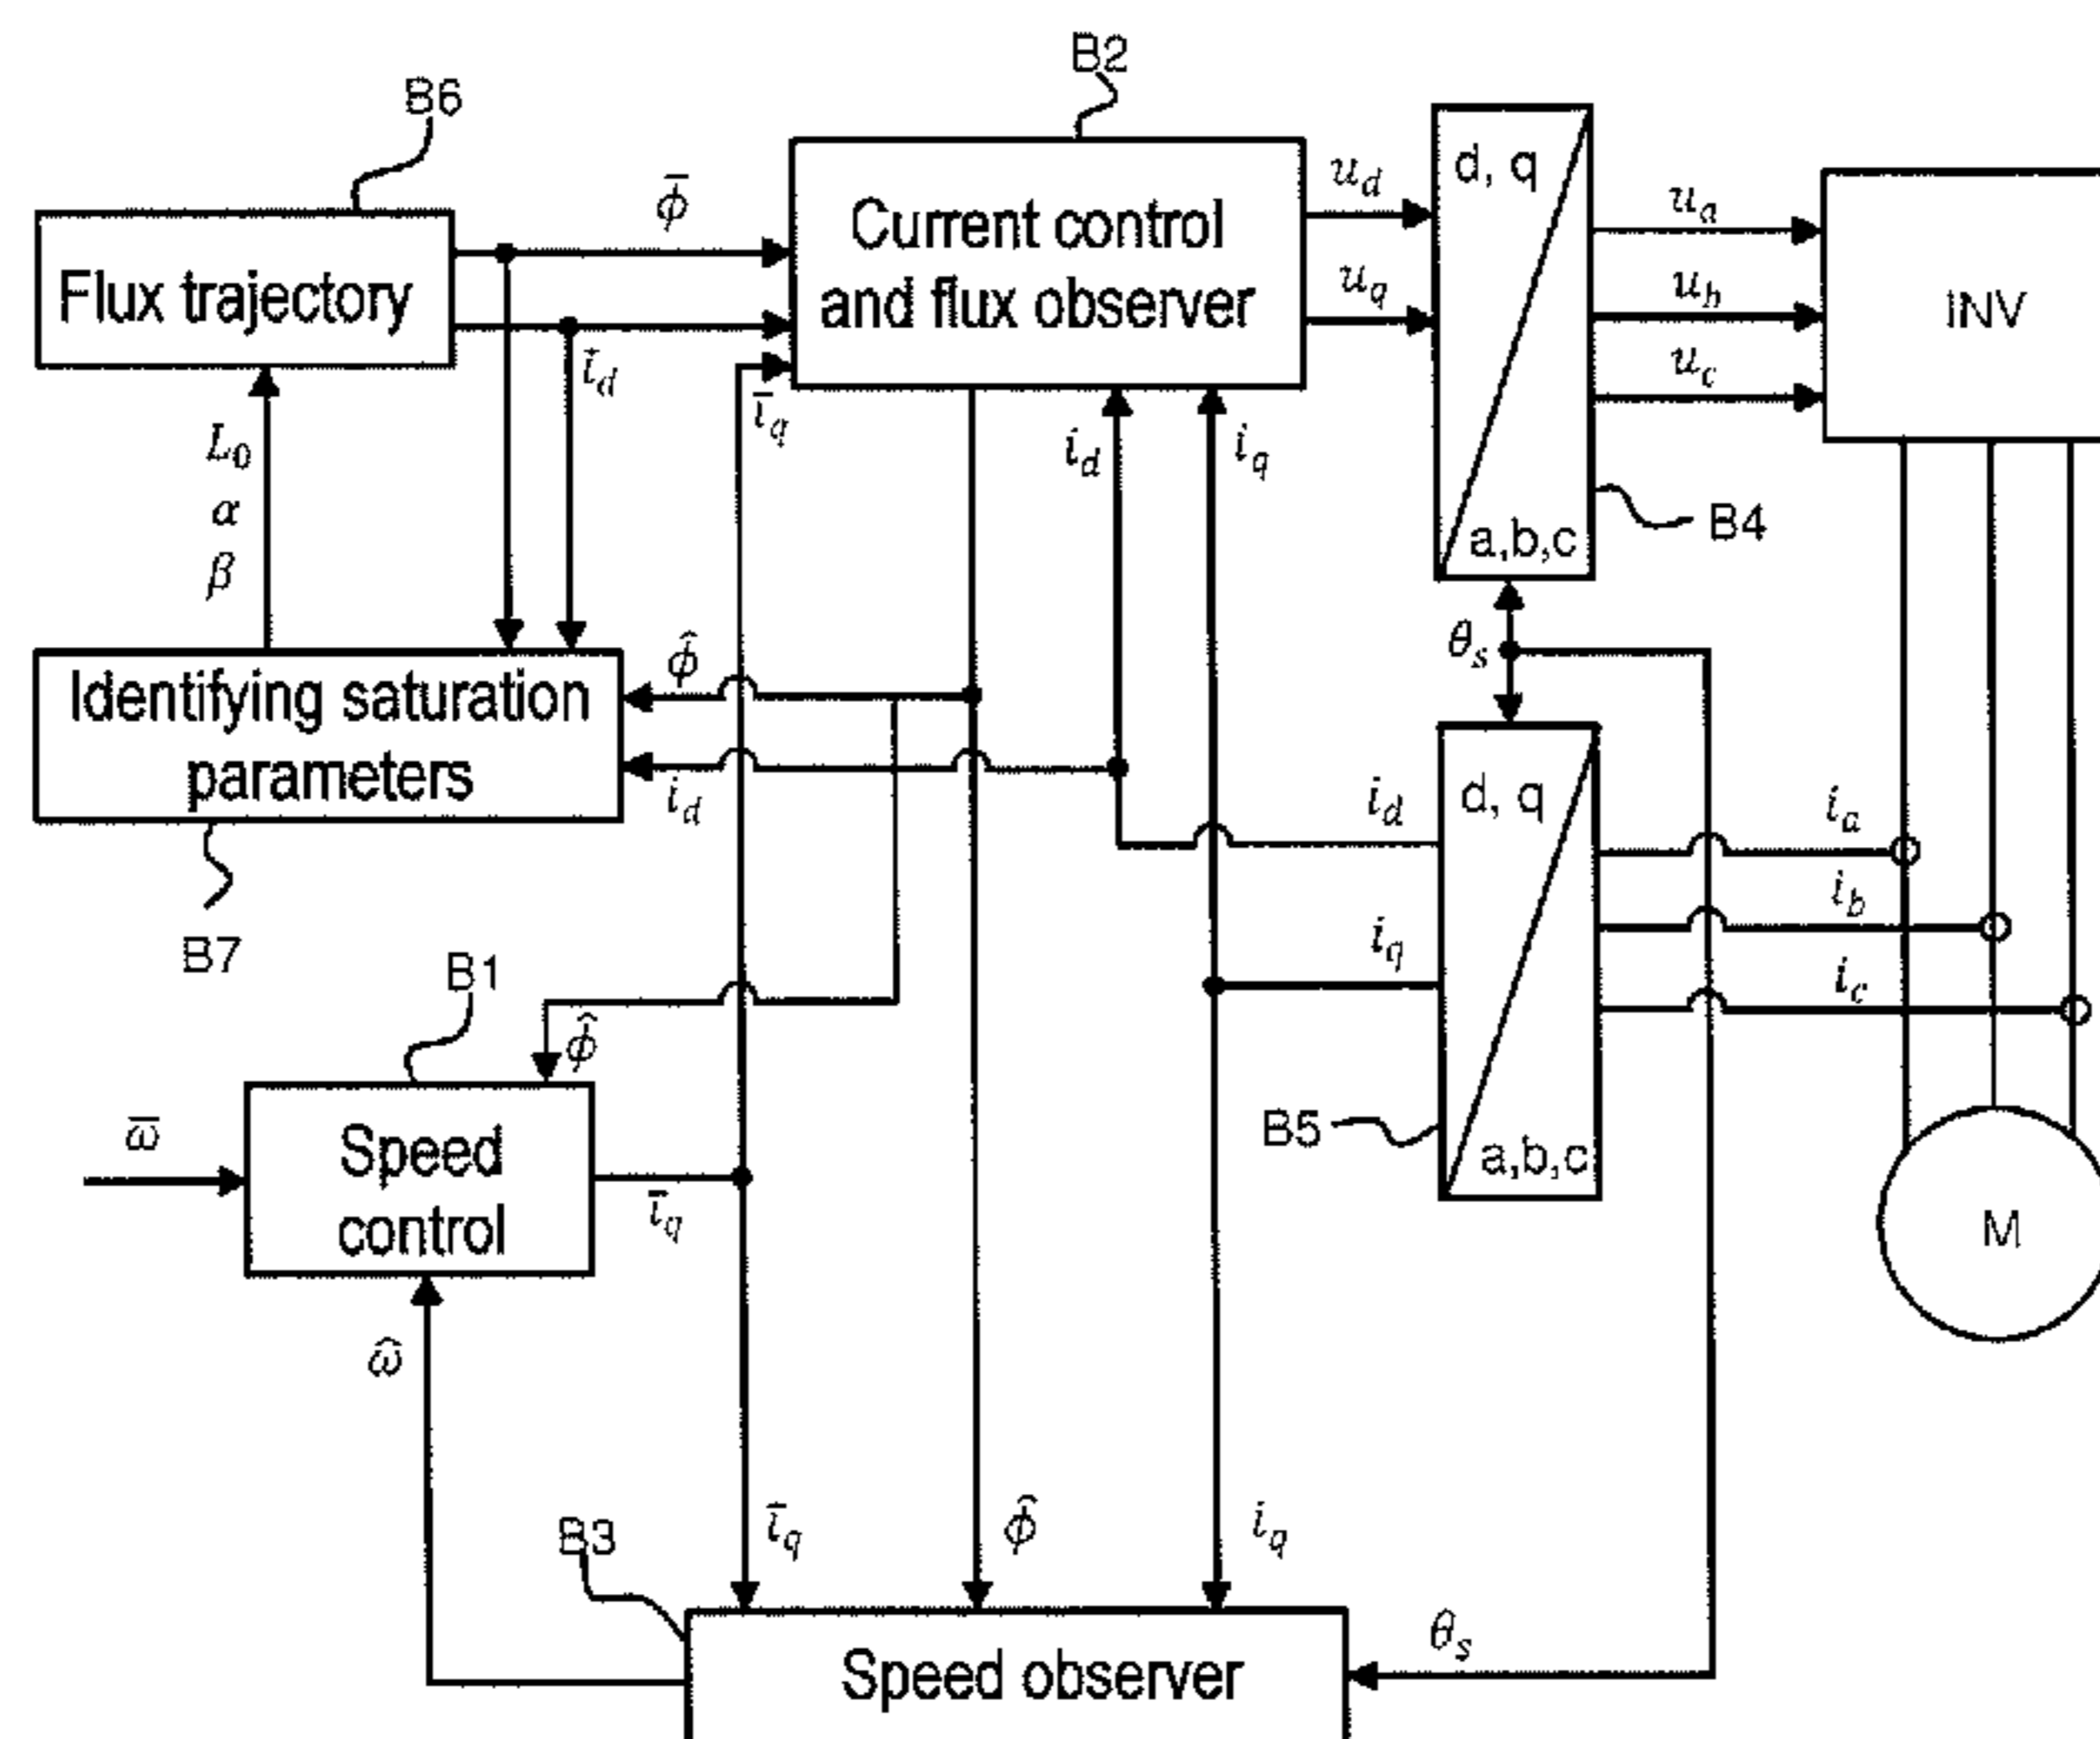 B6
B2
Flux trajectory
ϕ̄
ī_d
ī_q
Current control
and flux observer
u_d
u_q
d, q
a,b,c
B4
u_a
u_b
u_c
INV
L_0
α
β
i_d
i_q
θ_s
Identifying saturation
parameters
ϕ̂
i_d
B7
i_d
i_q
d, q
a,b,c
B5
i_a
i_b
i_c
M
B1
ϕ̂
ω̄
Speed
control
ī_q
ω̂
B3
ī_q
ϕ̂
i_q
θ_s
Speed observer